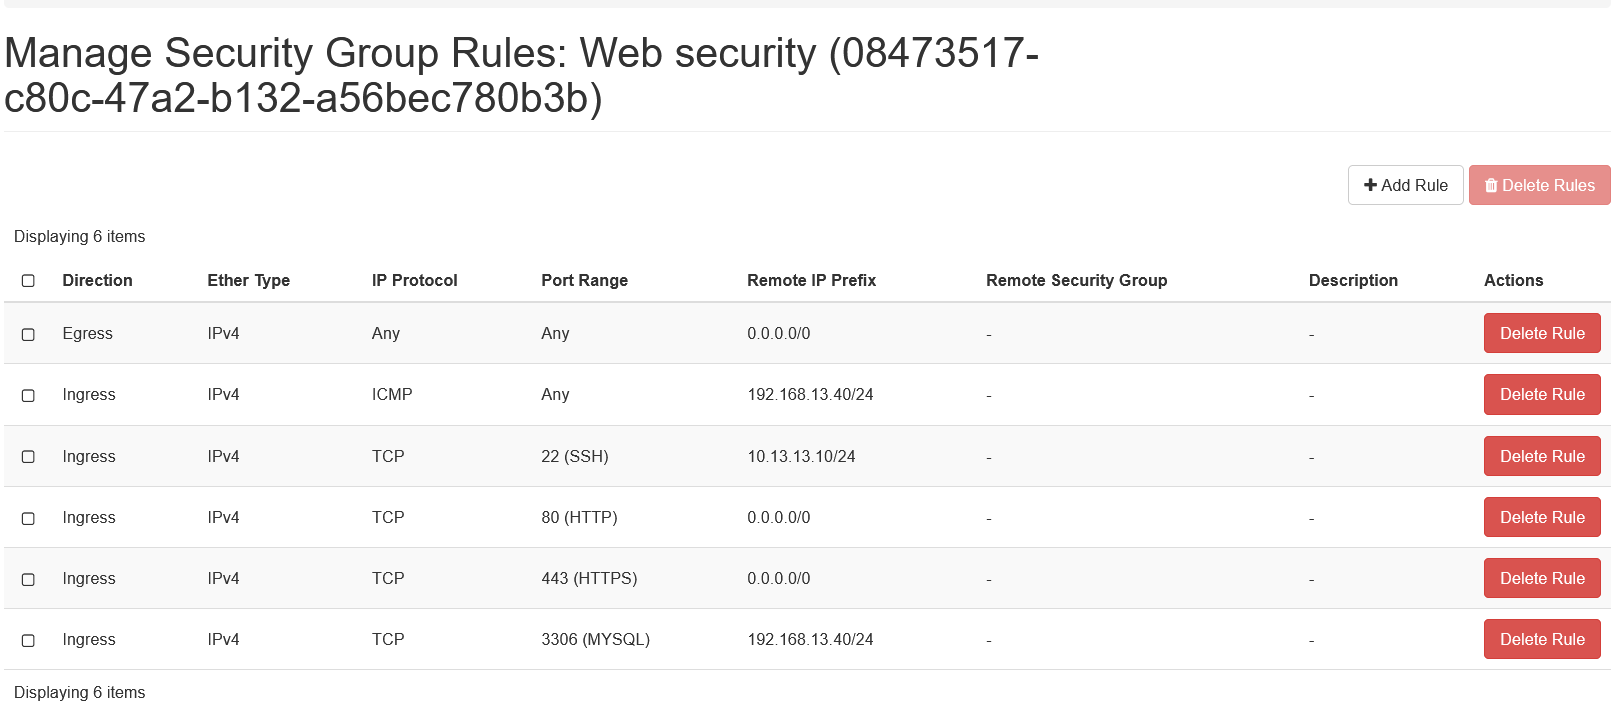 Manage Security Group Rules: Web security (08473517-
c80c-47a2-b132-a56bec780b3b)
Add Rule Delete Rules
Displaying 6 items
Direction Ether Type IP Protocol Port Range Remote IP Prefix Remote Security Group Description Actions
Egress IPv4 Any Any 0.0.0.0/0 - - Delete Rule
Ingress IPv4 ICMP Any 192.168.13.40/24 - - Delete Rule
Ingress IPv4 TCP 22 (SSH) 10.13.13.10/24 - - Delete Rule
Ingress IPv4 TCP 80 (HTTP) 0.0.0.0/0 - - Delete Rule
Ingress IPv4 TCP 443 (HTTPS) 0.0.0.0/0 - - Delete Rule
Ingress IPv4 TCP 3306 (MYSQL) 192.168.13.40/24 - - Delete Rule
Displaying 6 items